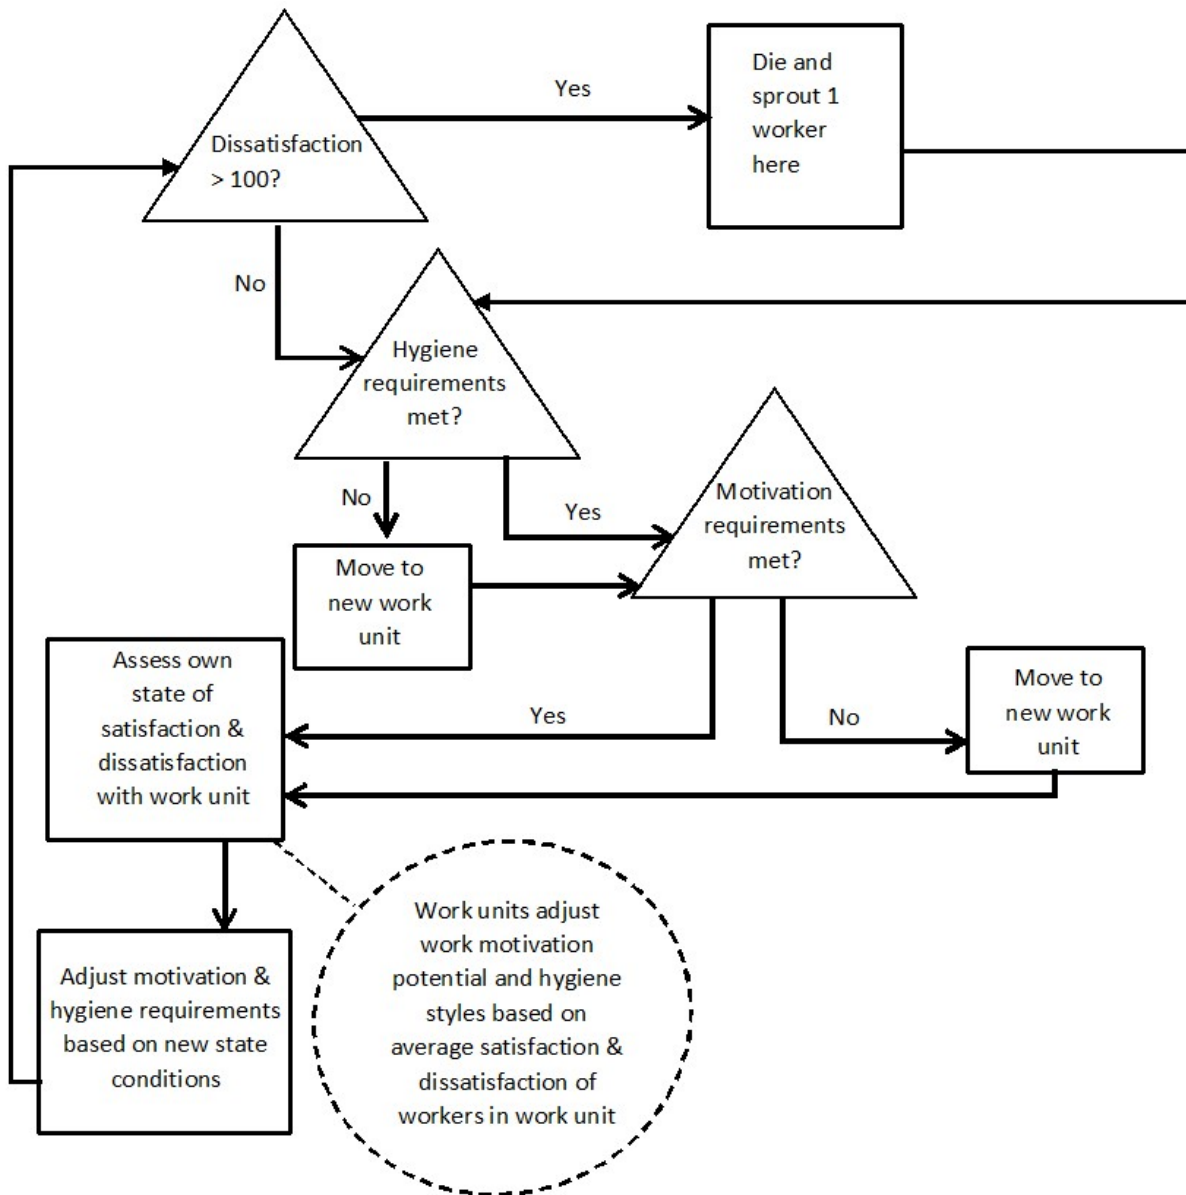 Yes
Die and
sprout 1
worker
here
Dissatisfaction
> 100?
No
Hygiene
requirements
met?
No
Yes
Motivation
requirements
met?
Move to
new work
unit
Assess own
state of
satisfaction &
dissatisfaction
with work unit
Yes
No
Move to
new work
unit
Adjust motivation &
hygiene requirements
based on new state
conditions
Work units adjust
work motivation
potential and hygiene
styles based on
average satisfaction &
dissatisfaction of
workers in work unit